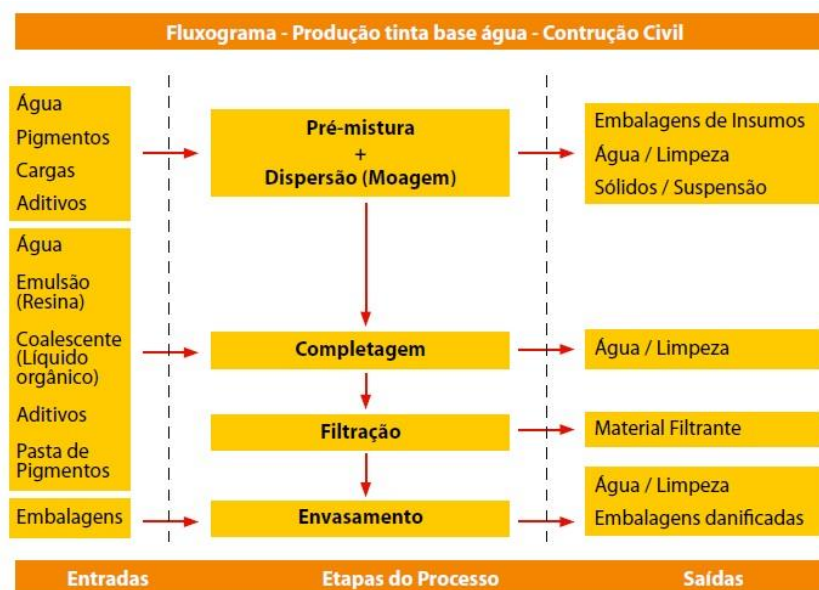 Fluxograma - Produção tinta base água - Contrução Civil
Água
Pigmentos
Cargas
Aditivos
Pré-mistura
+
Dispersão (Moagem)
Embalagens de Insumos
Água / Limpeza
Sólidos / Suspensão
Água
Emulsão
(Resina)
Coalescente
(Líquido
orgânico)
Aditivos
Pasta de
Pigmentos
Completagem
Água / Limpeza
Filtração
Material Filtrante
Embalagens
Envasamento
Água / Limpeza
Embalagens danificadas
Entradas
Etapas do Processo
Saídas